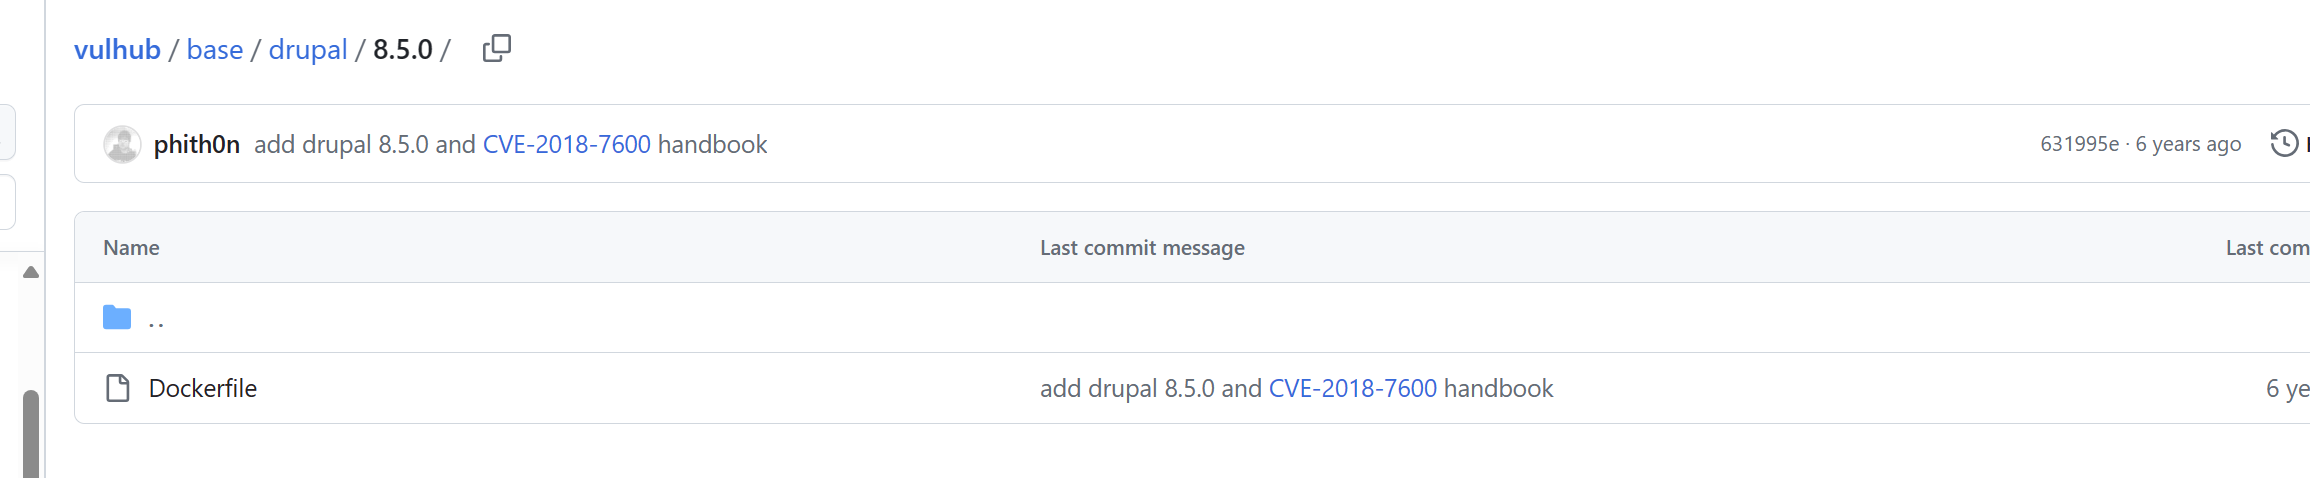 vulhub / base / drupal / 8.5.0 /
phith0n add drupal 8.5.0 and CVE-2018-7600 handbook 631995e · 6 years ago
Name Last commit message Last com
..
Dockerfile add drupal 8.5.0 and CVE-2018-7600 handbook 6 ye